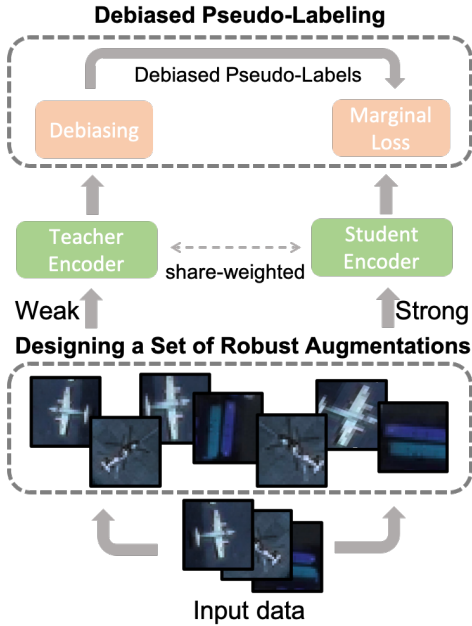 Debiased Pseudo-Labeling
Debiased Pseudo-Labels
Debiasing
Marginal
Loss
Teacher
Encoder
share-weighted
Student
Encoder
Weak
Strong
Designing a Set of Robust Augmentations
Input data